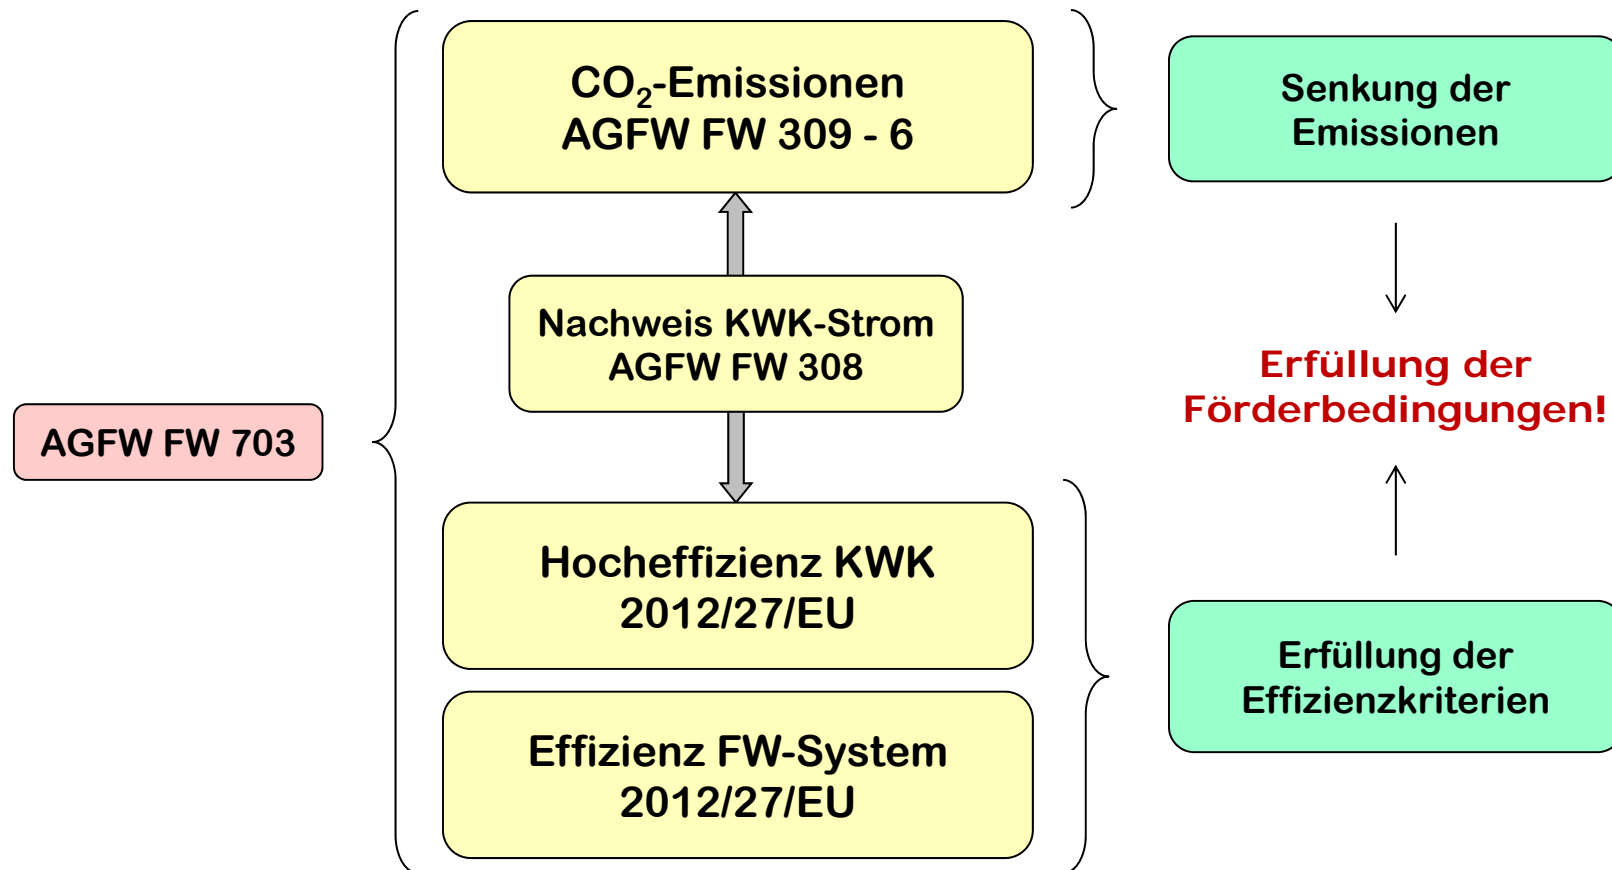 AGFW FW 703
CO₂-Emissionen
AGFW FW 309 - 6
Nachweis KWK-Strom
AGFW FW 308
Hocheffizienz KWK
2012/27/EU
Effizienz FW-System
2012/27/EU
Senkung der
Emissionen
Erfüllung der
Förderbedingungen!
Erfüllung der
Effizienzkriterien